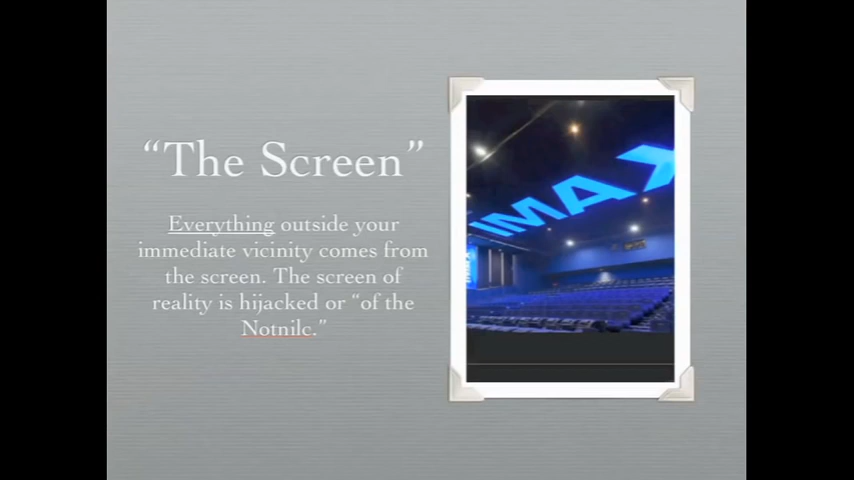 “The Screen”
Everything outside your
immediate vicinity comes from
the screen. The screen of
reality is hijacked or “of the
Notnilc.”
IMAX